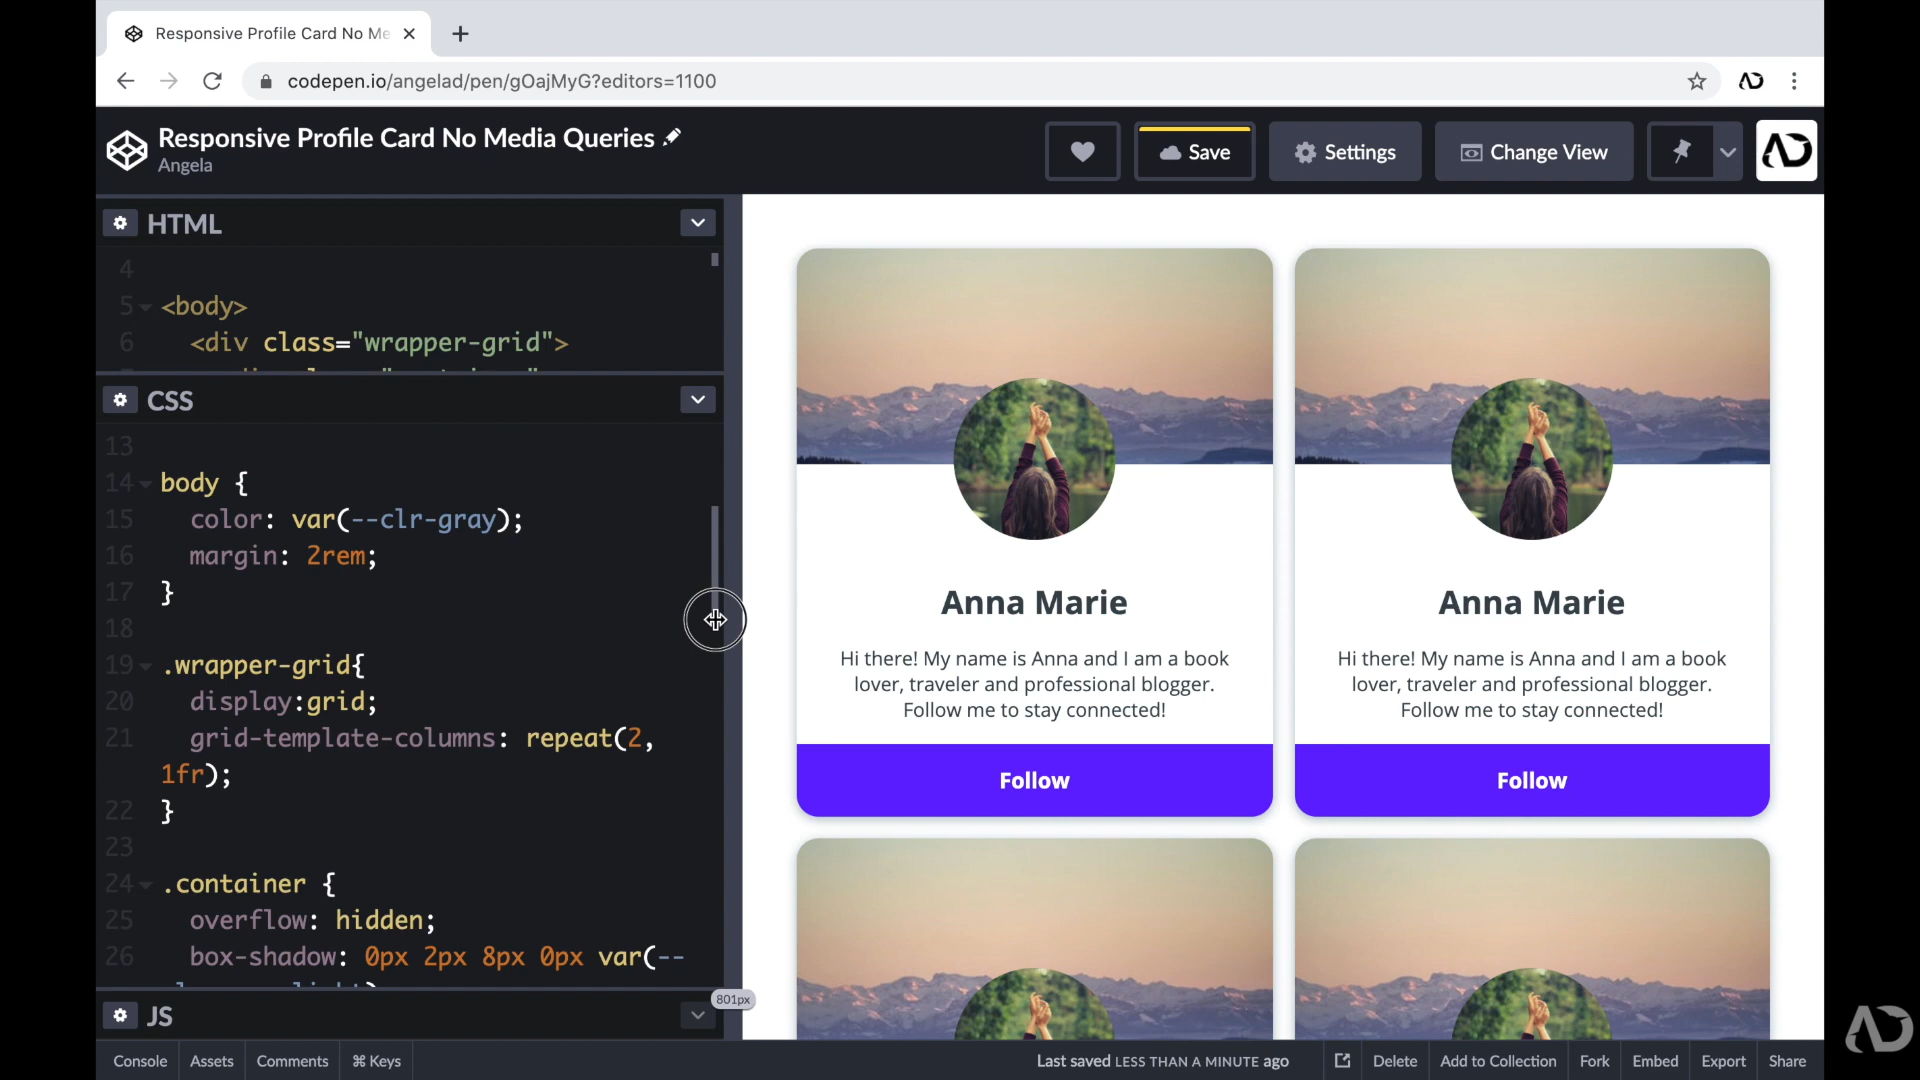 Responsive Profile Card No Me
codepen.io/angelad/pen/gOajMyG?editors=1100
Responsive Profile Card No Media Queries
Angela
Save
Settings
Change View
HTML
4
5 <body>
6 <div class="wrapper-grid">
CSS
13
14 body {
15 color: var(--clr-gray);
16 margin: 2rem;
17 }
18
19 .wrapper-grid{
20 display:grid;
21 grid-template-columns: repeat(2,
1fr);
22 }
23
24 .container {
25 overflow: hidden;
26 box-shadow: 0px 2px 8px 0px var(--
801px
JS
Anna Marie
Hi there! My name is Anna and I am a book
lover, traveler and professional blogger.
Follow me to stay connected!
Follow
Anna Marie
Hi there! My name is Anna and I am a book
lover, traveler and professional blogger.
Follow me to stay connected!
Follow
Console
Assets
Comments
⌘ Keys
Last saved LESS THAN A MINUTE ago
Delete
Add to Collection
Fork
Embed
Export
Share